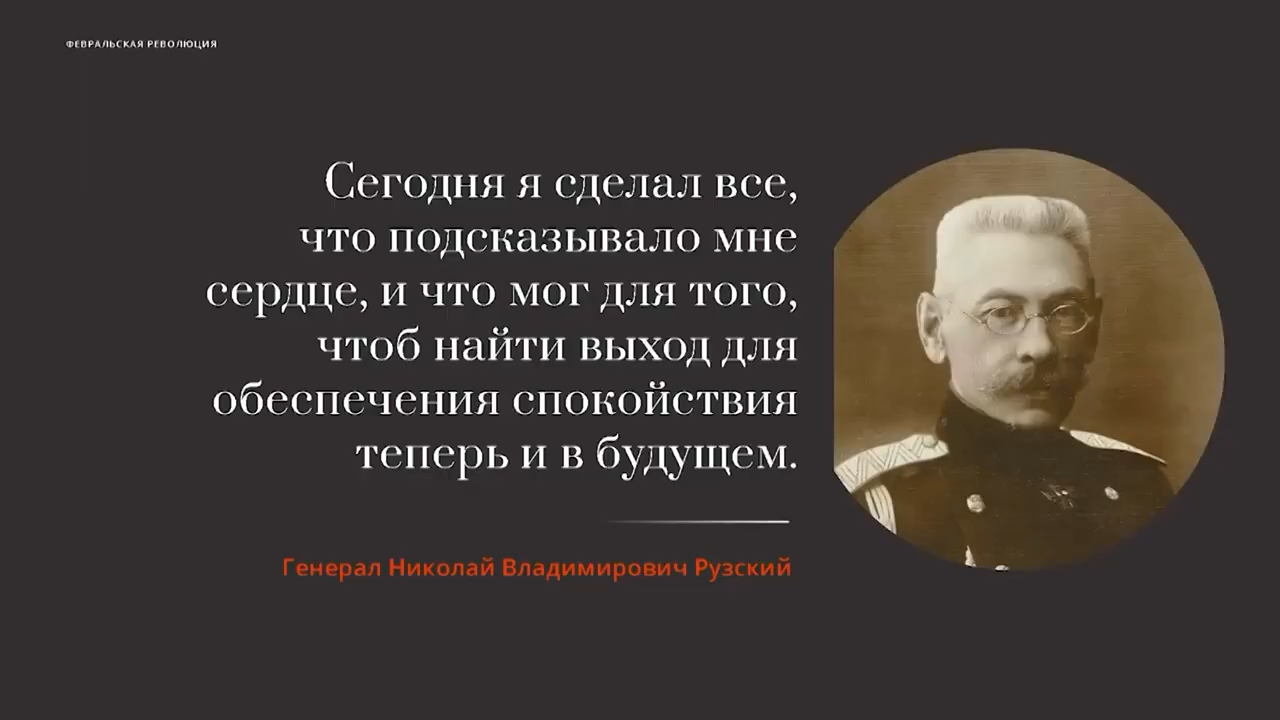 ФЕВРАЛЬСКАЯ РЕВОЛЮЦИЯ
Сегодня я сделал все,
что подсказывало мне
сердце, и что мог для того,
чтоб найти выход для
обеспечения спокойствия
теперь и в будущем.
Генерал Николай Владимирович Рузский